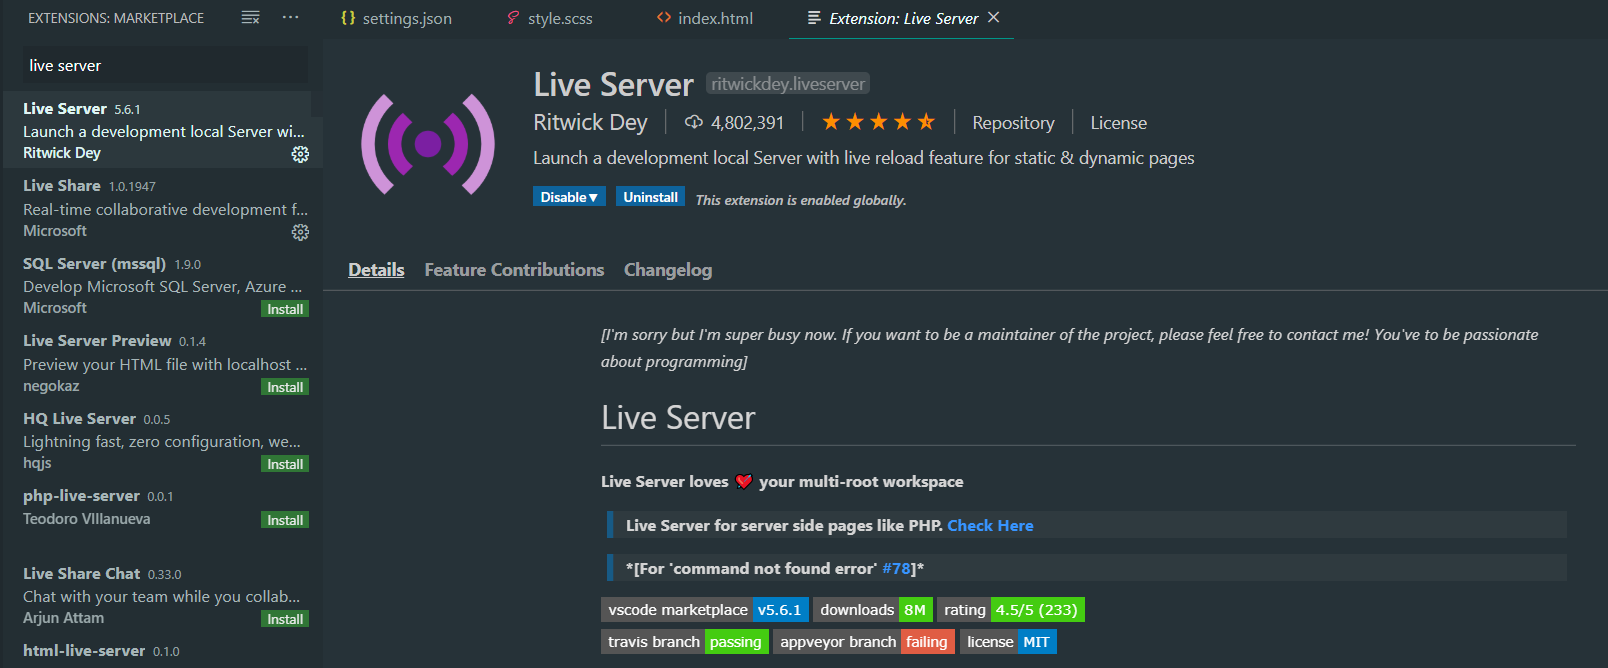 EXTENSIONS: MARKETPLACE
live server
Live Server 5.6.1
Launch a development local Server wi...
Ritwick Dey
Live Share 1.0.1947
Real-time collaborative development f...
Microsoft
SQL Server (mssql) 1.9.0
Develop Microsoft SQL Server, Azure ...
Microsoft
Install
Live Server Preview 0.1.4
Preview your HTML file with localhost ...
negokaz
Install
HQ Live Server 0.0.5
Lightning fast, zero configuration, we...
hqjs
Install
php-live-server 0.0.1
Teodoro VIllanueva
Install
Live Share Chat 0.33.0
Chat with your team while you collab...
Arjun Attam
Install
html-live-server 0.1.0
{} settings.json
style.scss
<> index.html
Extension: Live Server
Live Server ritwickdey.liveserver
Ritwick Dey 4,802,391 Repository License
Launch a development local Server with live reload feature for static & dynamic pages
Disable▼ Uninstall This extension is enabled globally.
Details Feature Contributions Changelog
[I'm sorry but I'm super busy now. If you want to be a maintainer of the project, please feel free to contact me! You've to be passionate
about programming]
Live Server
Live Server loves your multi-root workspace
Live Server for server side pages like PHP. Check Here
*[For 'command not found error' #78]*
vscode marketplace v5.6.1 downloads 8M rating 4.5/5 (233)
travis branch passing appveyor branch failing license MIT